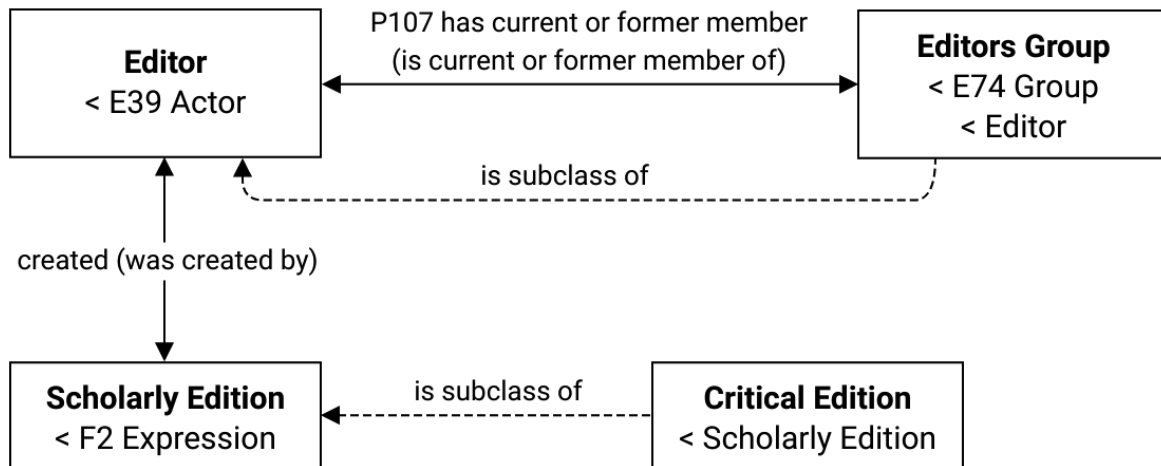 Editor
< E39 Actor
P107 has current or former member
(is current or former member of)
Editors Group
< E74 Group
< Editor
is subclass of
created (was created by)
Scholarly Edition
< F2 Expression
is subclass of
Critical Edition
< Scholarly Edition